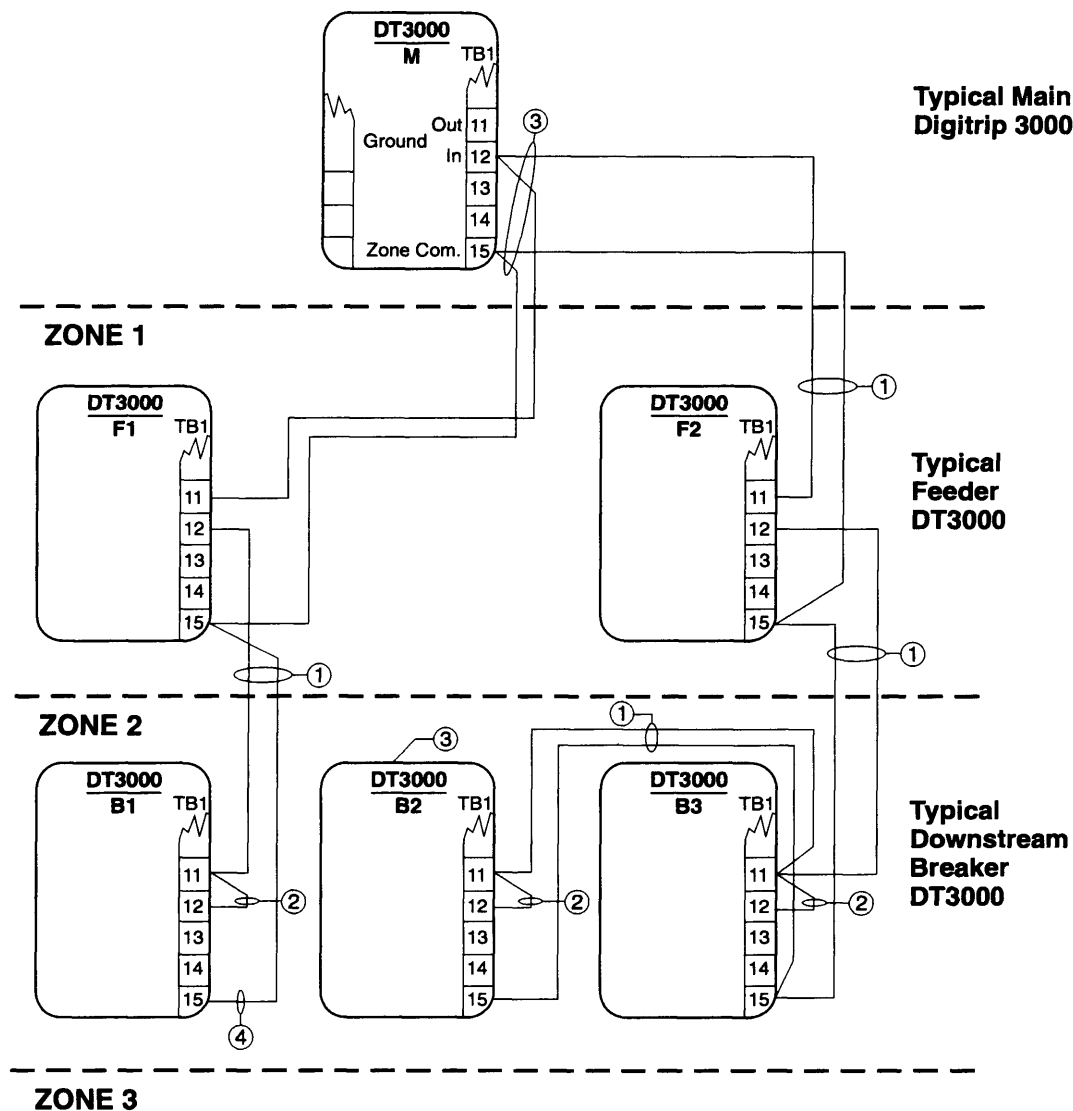 DT3000
M
TB1
Out 11
Ground
In 12
13
14
Zone Com. 15
3
Typical Main
Digitrip 3000
ZONE 1
DT3000
F1
TB1
11
12
13
14
15
1
DT3000
F2
TB1
11
12
13
14
15
1
1
Typical
Feeder
DT3000
ZONE 2
DT3000
B1
TB1
11
12
13
14
15
2
4
3
DT3000
B2
TB1
11
12
13
14
15
2
1
DT3000
B3
TB1
11
12
13
14
15
2
Typical
Downstream
Breaker
DT3000
ZONE 3